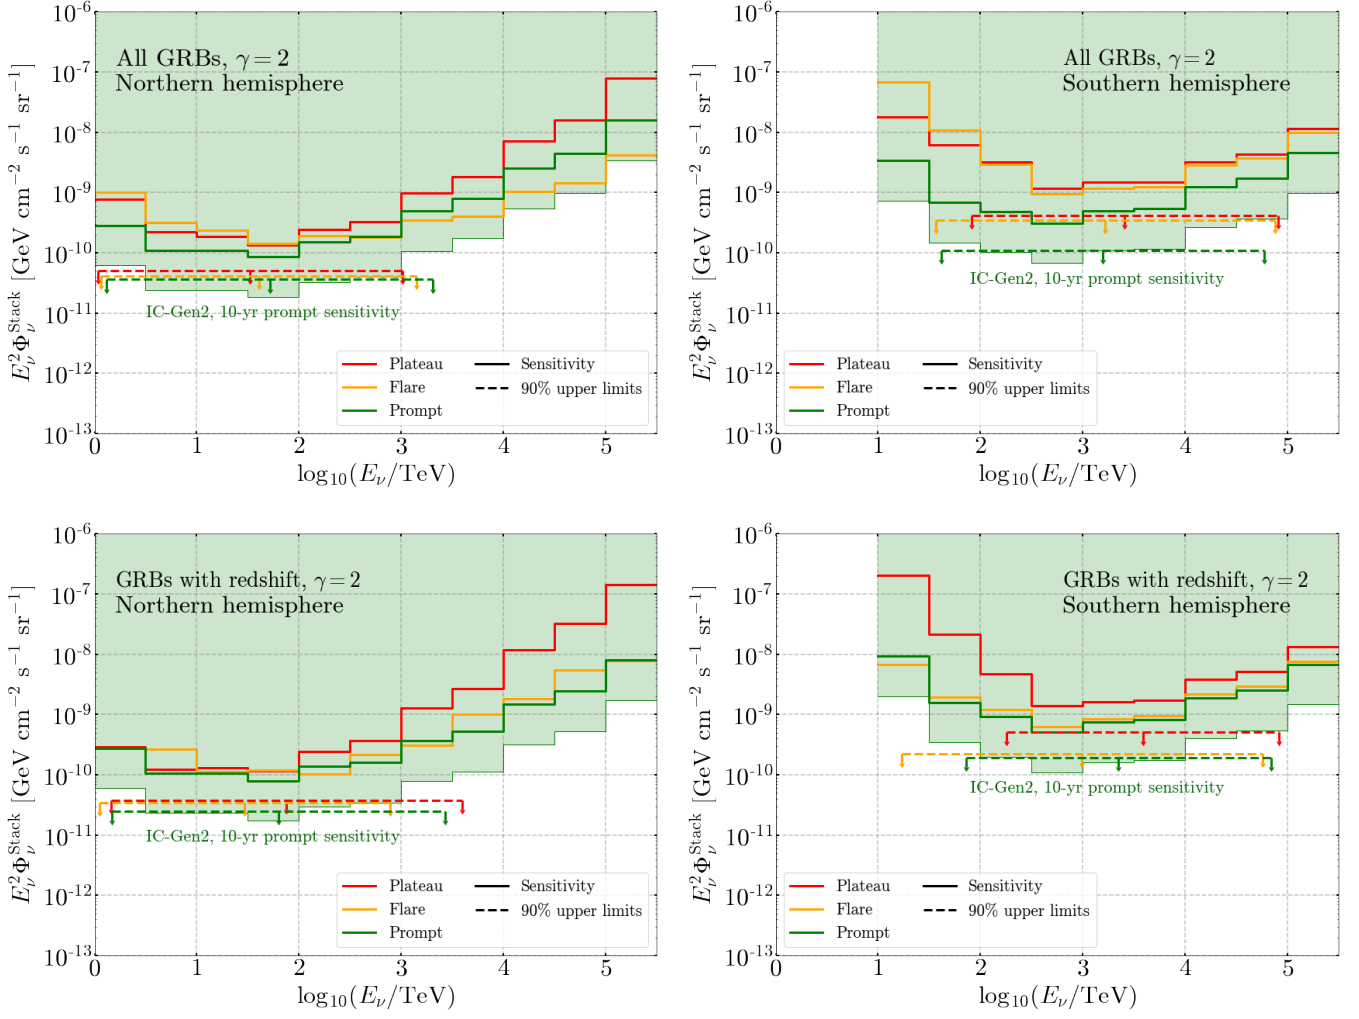 All GRBs, γ = 2
Northern hemisphere
IC-Gen2, 10-yr prompt sensitivity
Plateau
Flare
Prompt
Sensitivity
90% upper limits
10^-6
10^-7
10^-8
10^-9
10^-10
10^-11
10^-12
10^-13
0 1 2 3 4 5
log₁₀(E_ν/TeV)
E_ν^2 Φ_ν^Stack [GeV cm^−2 s^−1 sr^−1]
All GRBs, γ = 2
Southern hemisphere
IC-Gen2, 10-yr prompt sensitivity
Plateau
Flare
Prompt
Sensitivity
90% upper limits
10^-6
10^-7
10^-8
10^-9
10^-10
10^-11
10^-12
10^-13
0 1 2 3 4 5
log₁₀(E_ν/TeV)
E_ν^2 Φ_ν^Stack [GeV cm^−2 s^−1 sr^−1]
GRBs with redshift, γ = 2
Northern hemisphere
IC-Gen2, 10-yr prompt sensitivity
Plateau
Flare
Prompt
Sensitivity
90% upper limits
10^-6
10^-7
10^-8
10^-9
10^-10
10^-11
10^-12
10^-13
0 1 2 3 4 5
log₁₀(E_ν/TeV)
E_ν^2 Φ_ν^Stack [GeV cm^−2 s^−1 sr^−1]
GRBs with redshift, γ = 2
Southern hemisphere
IC-Gen2, 10-yr prompt sensitivity
Plateau
Flare
Prompt
Sensitivity
90% upper limits
10^-6
10^-7
10^-8
10^-9
10^-10
10^-11
10^-12
10^-13
0 1 2 3 4 5
log₁₀(E_ν/TeV)
E_ν^2 Φ_ν^Stack [GeV cm^−2 s^−1 sr^−1]